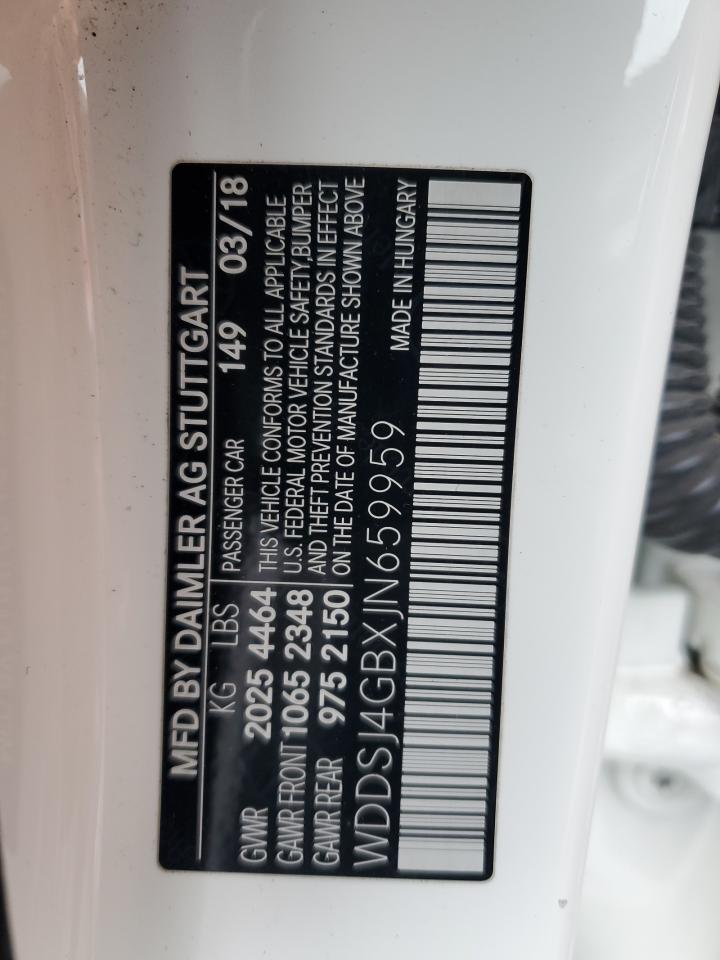 MFD BY DAIMLER AG STUTTGART
KG LBS PASSENGER CAR 149 03/18
GVWR 2025 4464 THIS VEHICLE CONFORMS TO ALL APPLICABLE
GAWR FRONT 1065 2348 U.S. FEDERAL MOTOR VEHICLE SAFETY,BUMPER
GAWR REAR 975 2150 AND THEFT PREVENTION STANDARDS IN EFFECT
ON THE DATE OF MANUFACTURE SHOWN ABOVE
WDDSJ4GBXJN659959 MADE IN HUNGARY